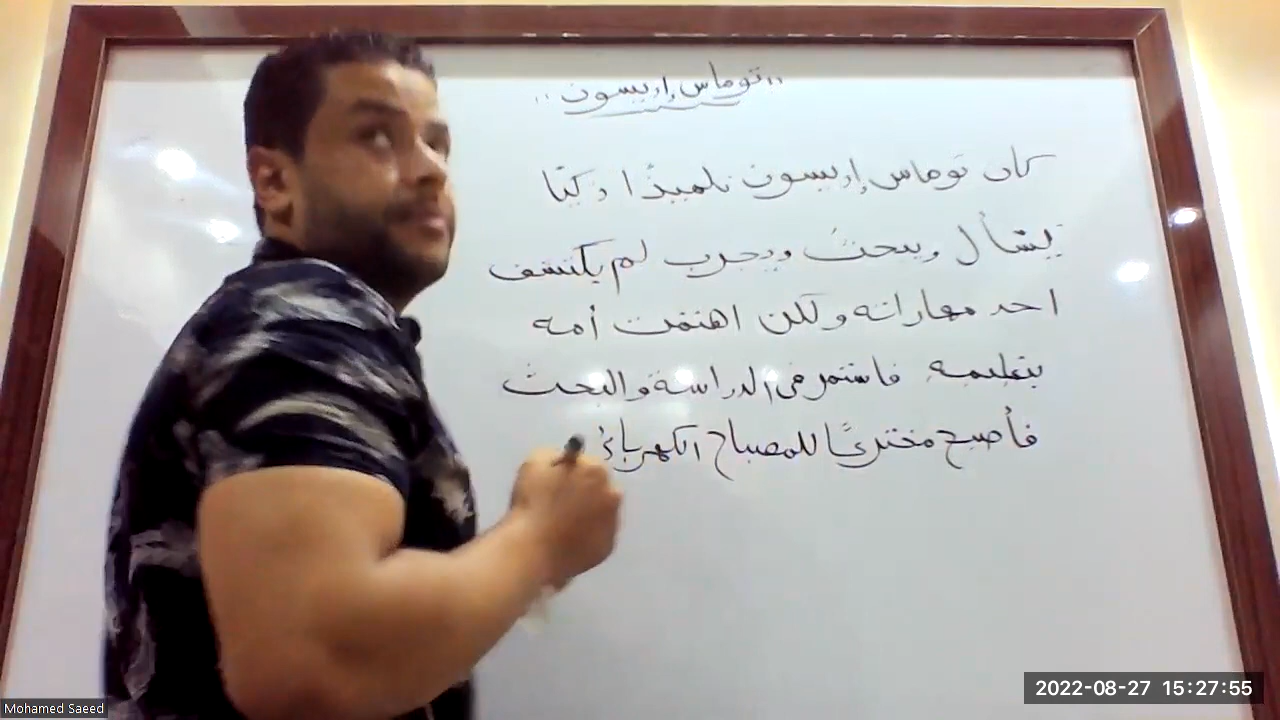 ,, توماس إديسون ,,
كان توماس إديسون تلميذًا ذكيًا
يسأل ويبحث ويجرب لم يكتشف
احد مهاراته ولكن اهتمت أمه
بتعليمه فاستمر في الدراسة والبحث
فأصبح مخترعًا للمصباح الكهربائ
Mohamed Saeed
2022-08-27 15:27:55